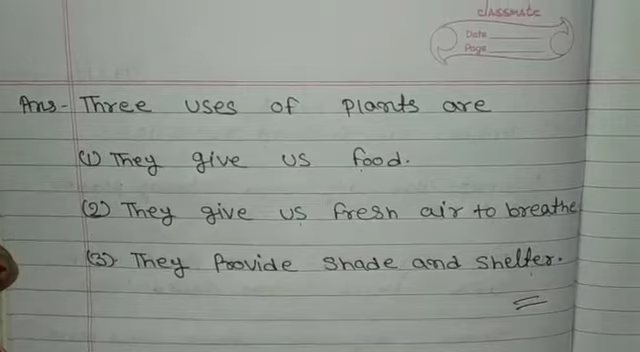 classmate
Date
Page
Ans- Three uses of plants are
(1) They give us food.
(2) They give us fresh air to breathe
(3). They Provide shade and shelter.